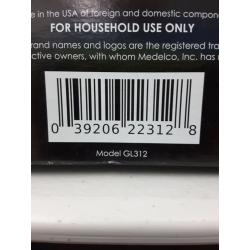 e in the USA of foreign and domestic compone
FOR HOUSEHOLD USE ONLY
rand names and logos are the registered tra
ctive owners, with whom Medelco, Inc. has
0 39206 22312 8
Model GL312